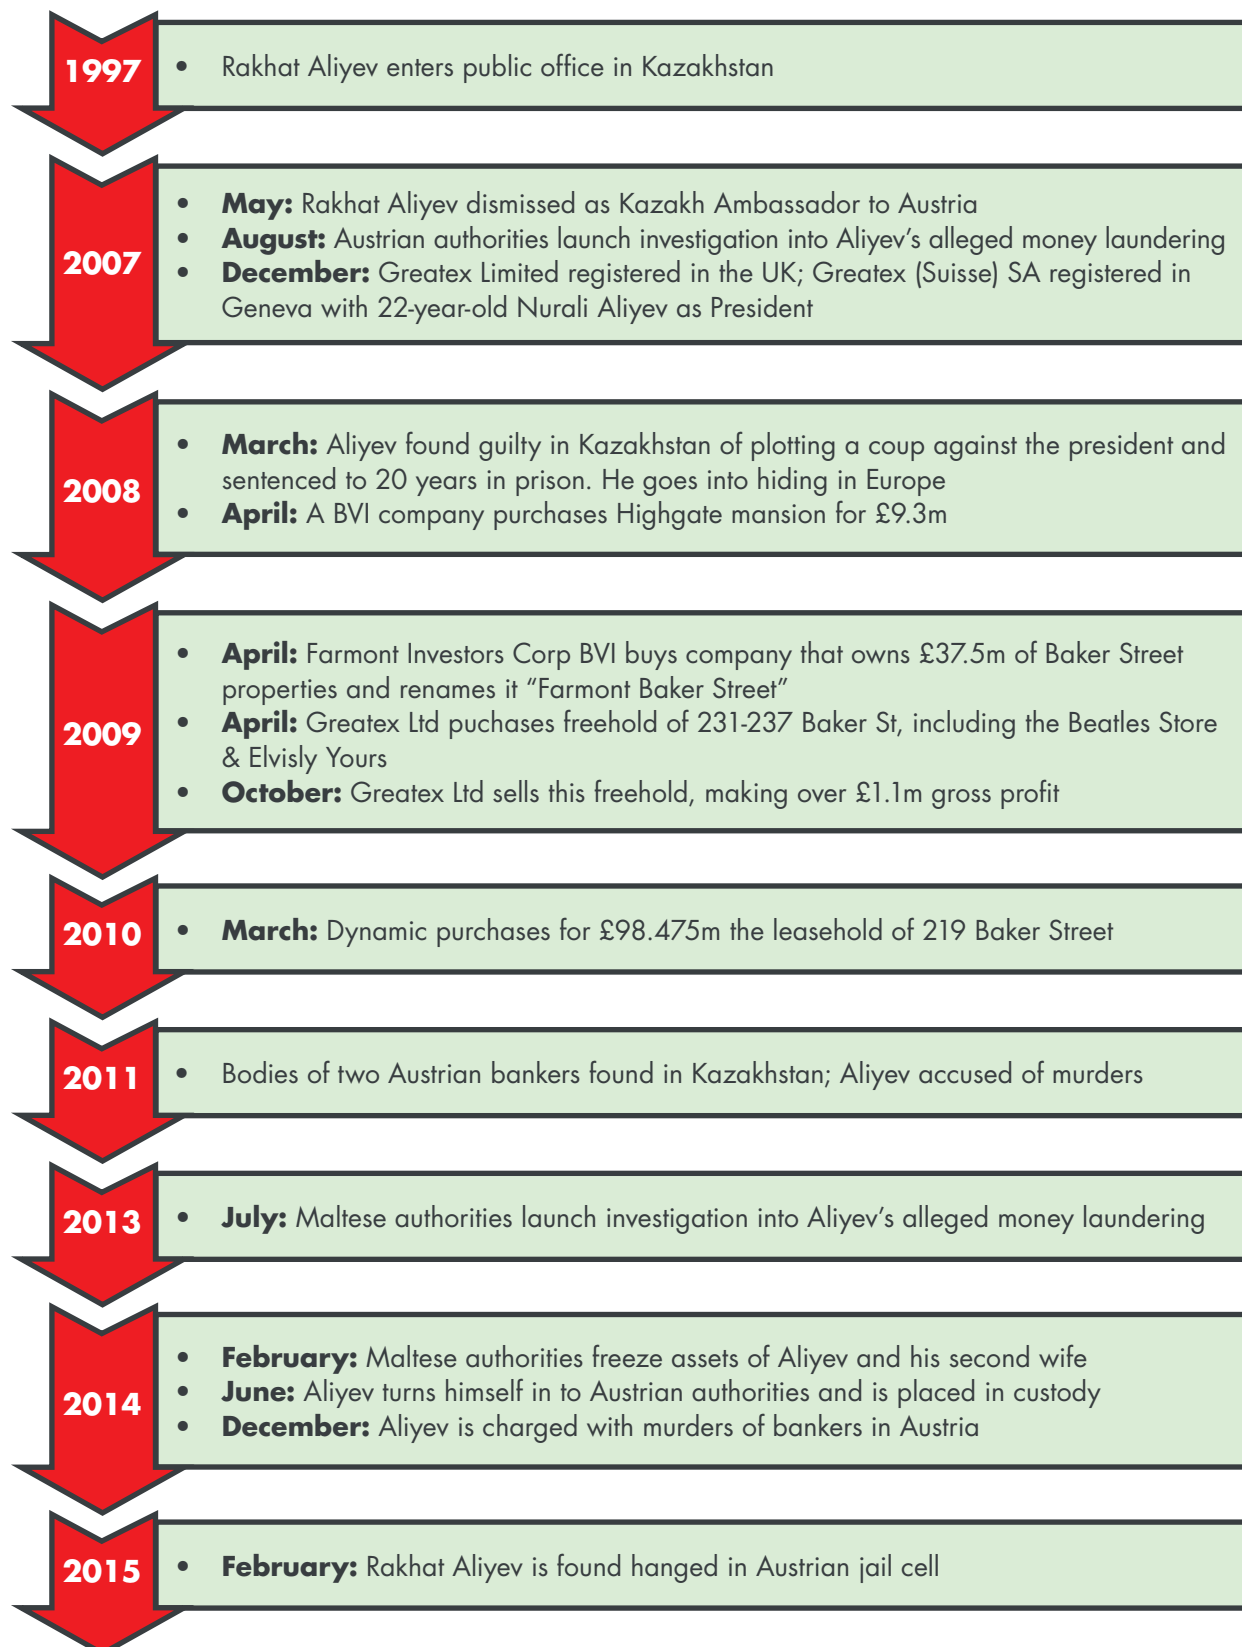 1997
• Rakhat Aliyev enters public office in Kazakhstan
2007
• May: Rakhat Aliyev dismissed as Kazakh Ambassador to Austria
• August: Austrian authorities launch investigation into Aliyev’s alleged money laundering
• December: Greatex Limited registered in the UK; Greatex (Suisse) SA registered in
Geneva with 22-year-old Nurali Aliyev as President
2008
• March: Aliyev found guilty in Kazakhstan of plotting a coup against the president and
sentenced to 20 years in prison. He goes into hiding in Europe
• April: A BVI company purchases Highgate mansion for £9.3m
2009
• April: Farmont Investors Corp BVI buys company that owns £37.5m of Baker Street
properties and renames it “Farmont Baker Street”
• April: Greatex Ltd puchases freehold of 231-237 Baker St, including the Beatles Store
& Elvisly Yours
• October: Greatex Ltd sells this freehold, making over £1.1m gross profit
2010
• March: Dynamic purchases for £98.475m the leasehold of 219 Baker Street
2011
• Bodies of two Austrian bankers found in Kazakhstan; Aliyev accused of murders
2013
• July: Maltese authorities launch investigation into Aliyev’s alleged money laundering
2014
• February: Maltese authorities freeze assets of Aliyev and his second wife
• June: Aliyev turns himself in to Austrian authorities and is placed in custody
• December: Aliyev is charged with murders of bankers in Austria
2015
• February: Rakhat Aliyev is found hanged in Austrian jail cell